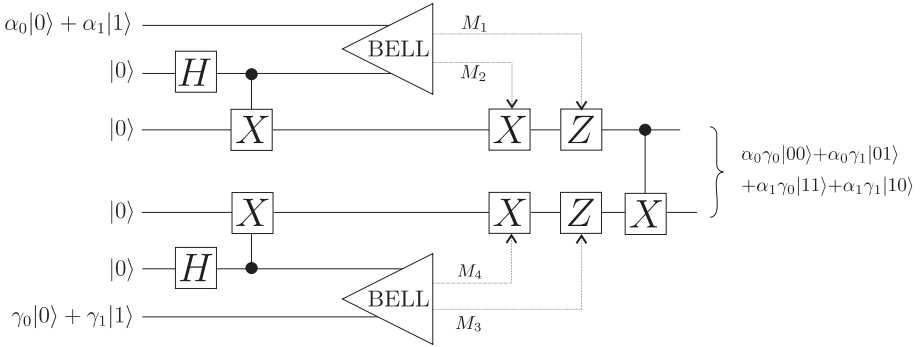 α₀|0⟩ + α₁|1⟩
BELL
M₁
|0⟩
H
M₂
|0⟩
X
X
Z
α₀γ₀|00⟩+α₀γ₁|01⟩
+α₁γ₀|11⟩+α₁γ₁|10⟩
|0⟩
X
X
Z
X
|0⟩
H
M₄
BELL
γ₀|0⟩ + γ₁|1⟩
M₃